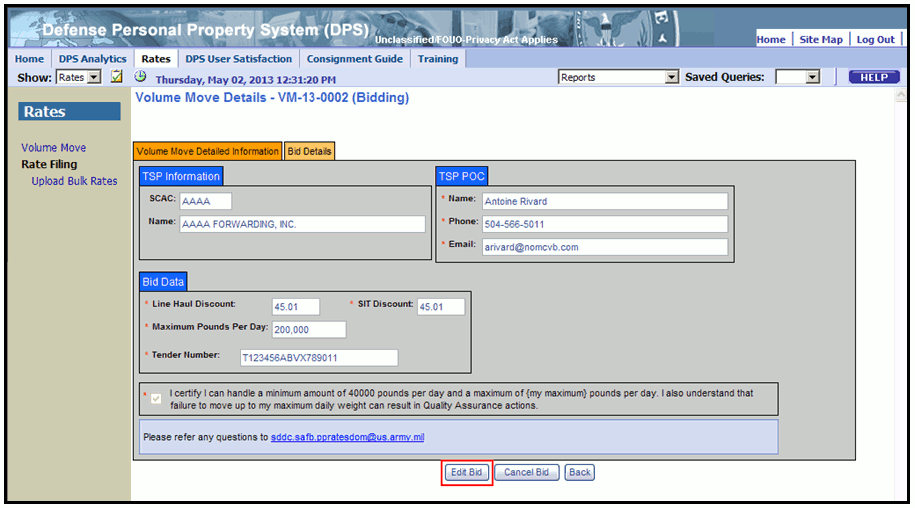 Defense Personal Property System (DPS)
Unclassified/FOUO-Privacy Act Applies
Home | Site Map | Log Out |
Home DPS Analytics Rates DPS User Satisfaction Consignment Guide Training
Show: Rates Thursday, May 02, 2013 12:31:20 PM Reports Saved Queries: HELP
Rates
Volume Move
Rate Filing
Upload Bulk Rates
Volume Move Details - VM-13-0002 (Bidding)
Volume Move Detailed Information Bid Details
TSP Information
SCAC: AAAA
Name: AAAA FORWARDING, INC.
TSP POC
* Name: Antoine Rivard
* Phone: 504-566-5011
* Email: arivard@nomcvb.com
Bid Data
* Line Haul Discount: 45.01 * SIT Discount: 45.01
* Maximum Pounds Per Day: 200,000
* Tender Number: T123456ABVX789011
* I certify I can handle a minimum amount of 40000 pounds per day and a maximum of {my maximum} pounds per day. I also understand that
failure to move up to my maximum daily weight can result in Quality Assurance actions.
Please refer any questions to sddc.safb.ppratesdom@us.army.mil
Edit Bid Cancel Bid Back